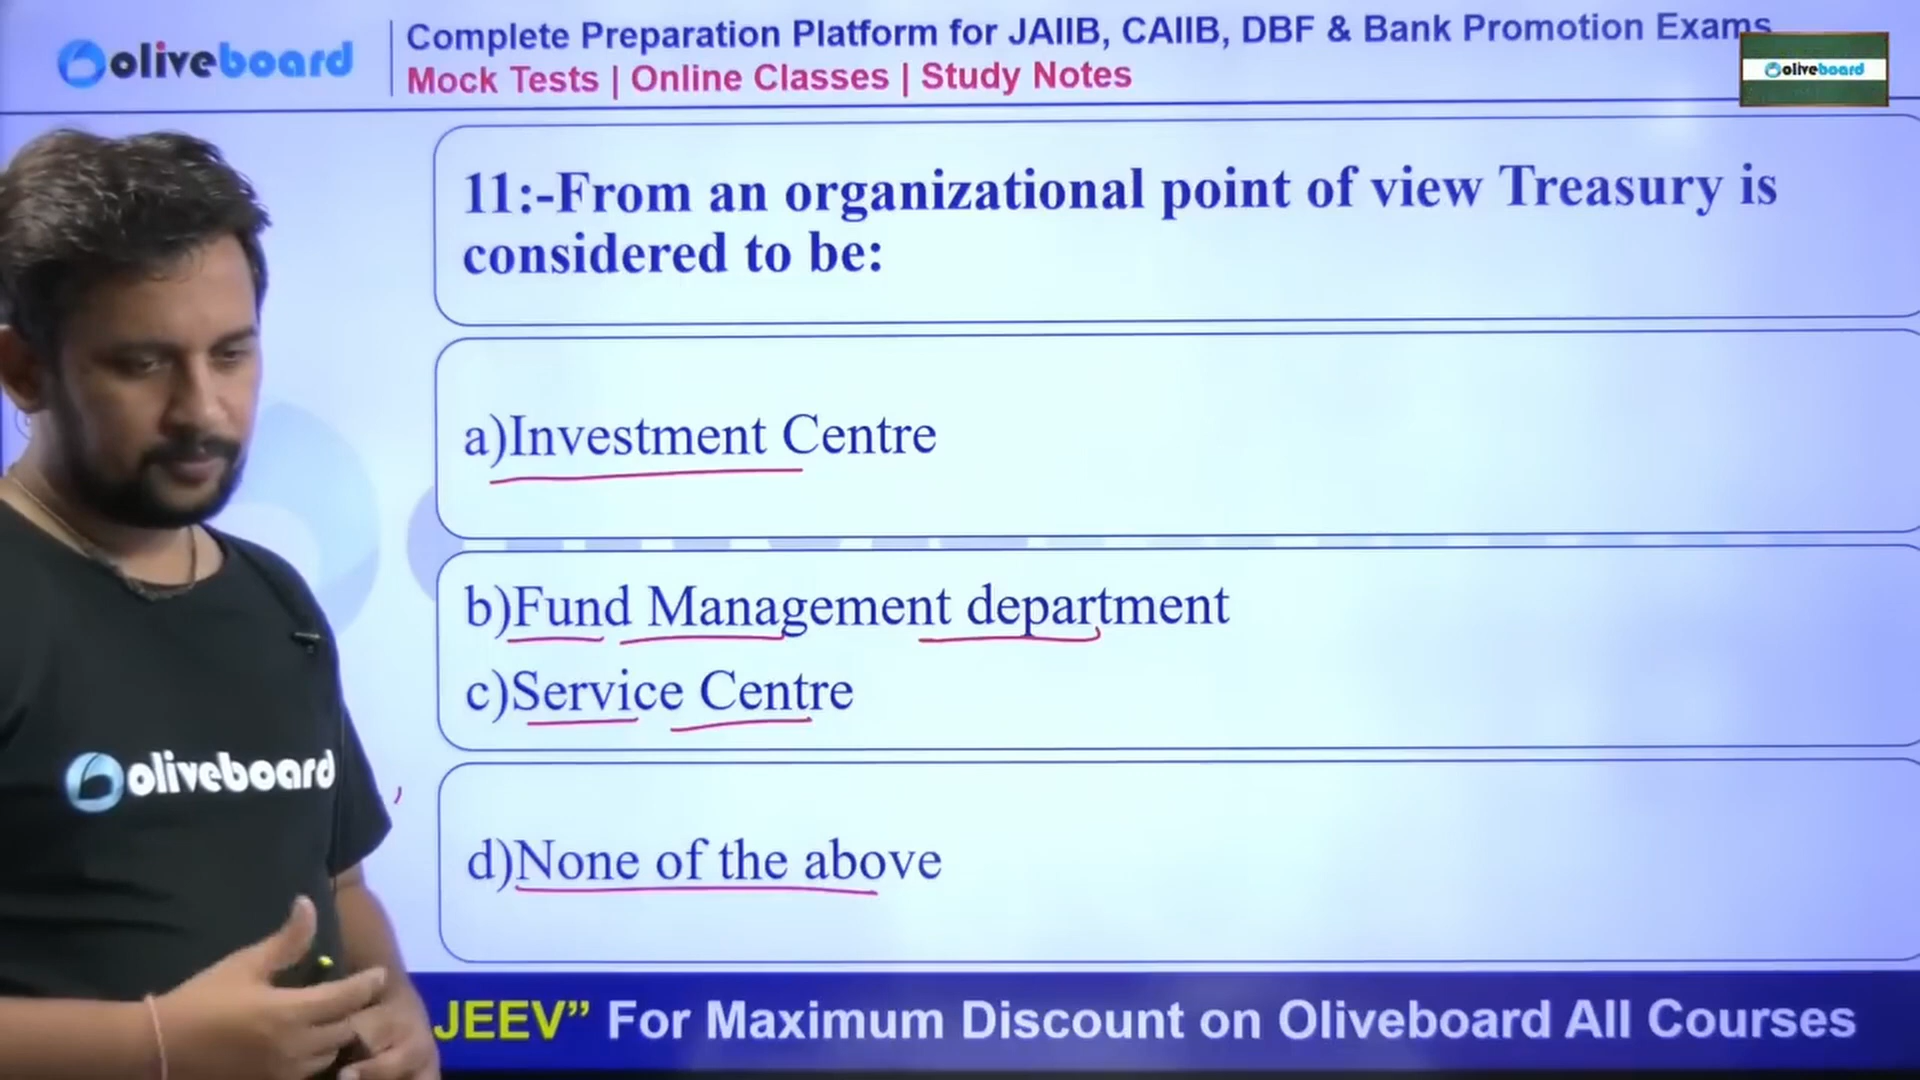 oliveboard
Complete Preparation Platform for JAIIB, CAIIB, DBF & Bank Promotion Exams
Mock Tests | Online Classes | Study Notes
oliveboard
11:-From an organizational point of view Treasury is
considered to be:
a)Investment Centre
b)Fund Management department
c)Service Centre
d)None of the above
oliveboard
JEEV” For Maximum Discount on Oliveboard All Courses